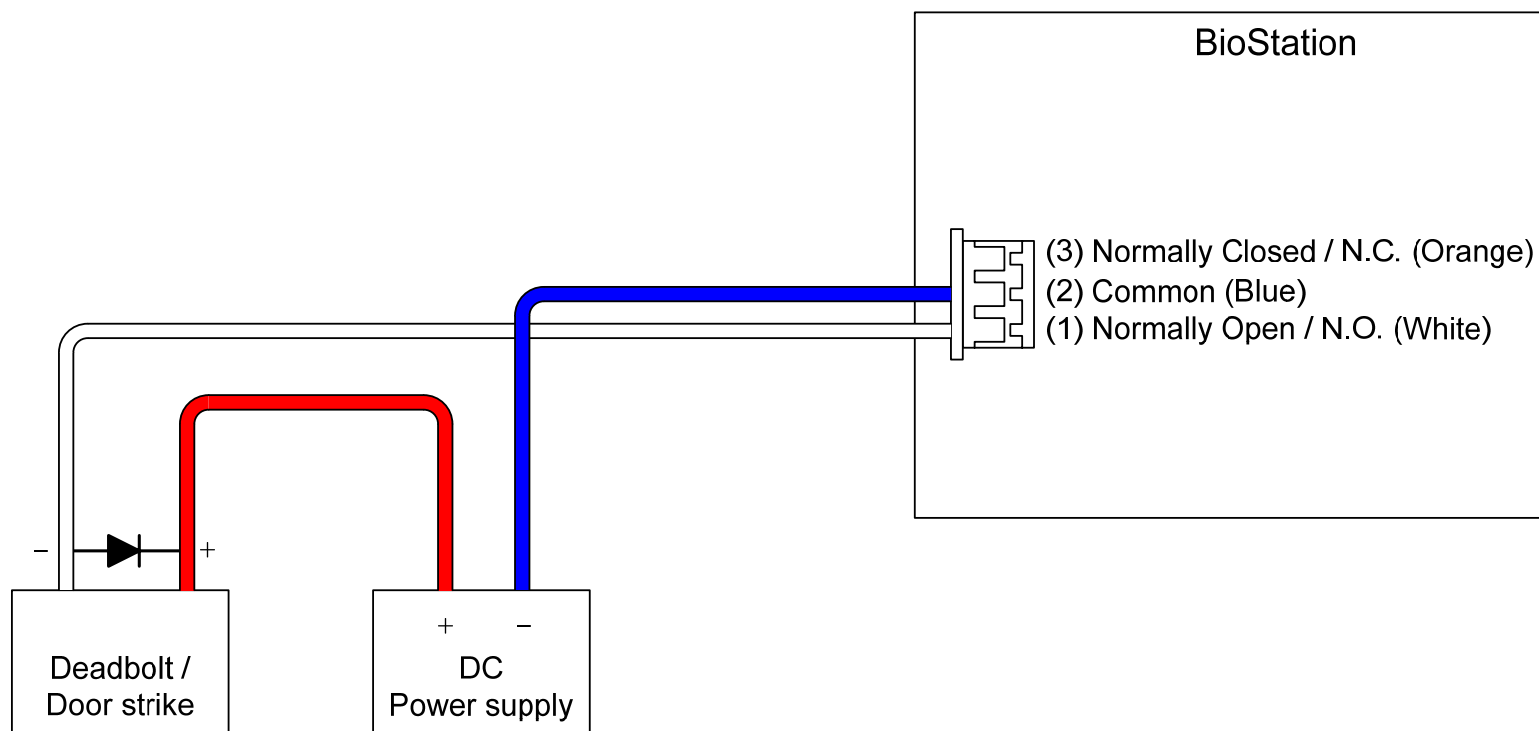 BioStation
(3) Normally Closed / N.C. (Orange)
(2) Common (Blue)
(1) Normally Open / N.O. (White)
− +
+ −
Deadbolt /
Door strike
DC
Power supply